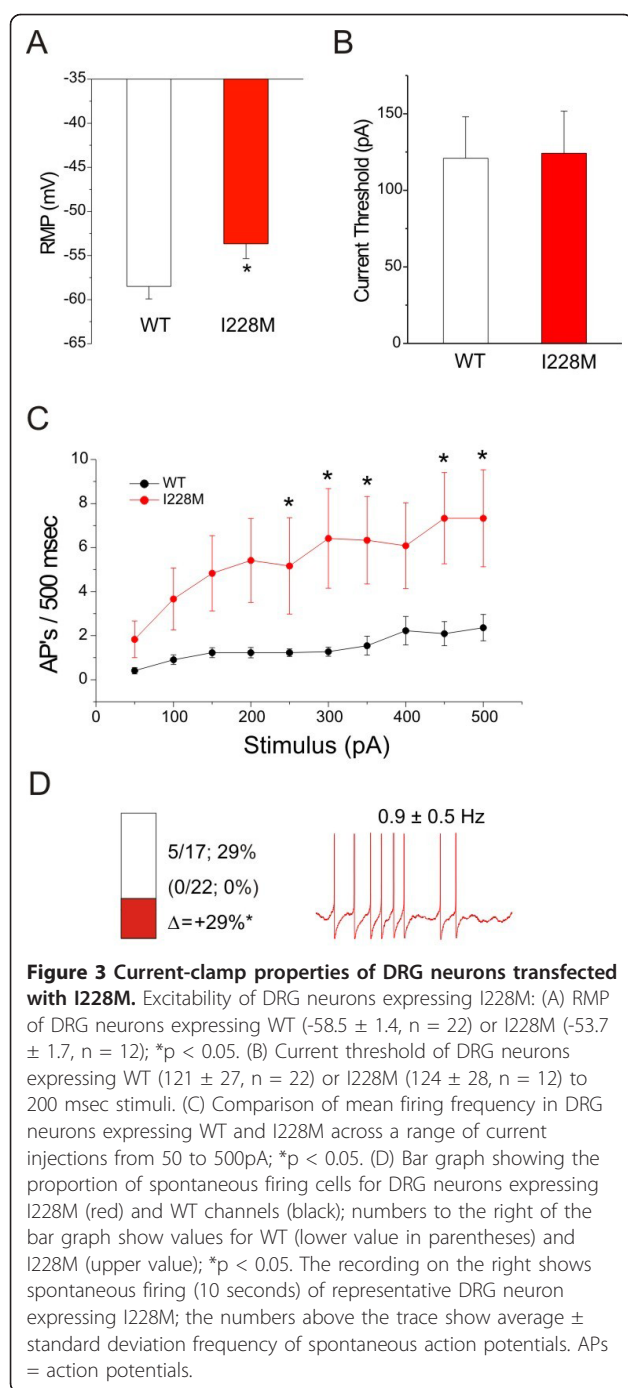 A
B
-35
-40
-45
-50
-55
-60
-65
RMP (mV)
*
WT
I228M
150
100
50
0
Current Threshold (pA)
WT
I228M
C
WT
I228M
* * * * *
10
8
6
4
2
0
AP's / 500 msec
0 100 200 300 400 500
Stimulus (pA)
D
5/17; 29%
(0/22; 0%)
Δ=+29%*
0.9 ± 0.5 Hz
Figure 3 Current-clamp properties of DRG neurons transfected
with I228M. Excitability of DRG neurons expressing I228M: (A) RMP
of DRG neurons expressing WT (-58.5 ± 1.4, n = 22) or I228M (-53.7
± 1.7, n = 12); *p < 0.05. (B) Current threshold of DRG neurons
expressing WT (121 ± 27, n = 22) or I228M (124 ± 28, n = 12) to
200 msec stimuli. (C) Comparison of mean firing frequency in DRG
neurons expressing WT and I228M across a range of current
injections from 50 to 500pA; *p < 0.05. (D) Bar graph showing the
proportion of spontaneous firing cells for DRG neurons expressing
I228M (red) and WT channels (black); numbers to the right of the
bar graph show values for WT (lower value in parentheses) and
I228M (upper value); *p < 0.05. The recording on the right shows
spontaneous firing (10 seconds) of representative DRG neuron
expressing I228M; the numbers above the trace show average ±
standard deviation frequency of spontaneous action potentials. APs
= action potentials.